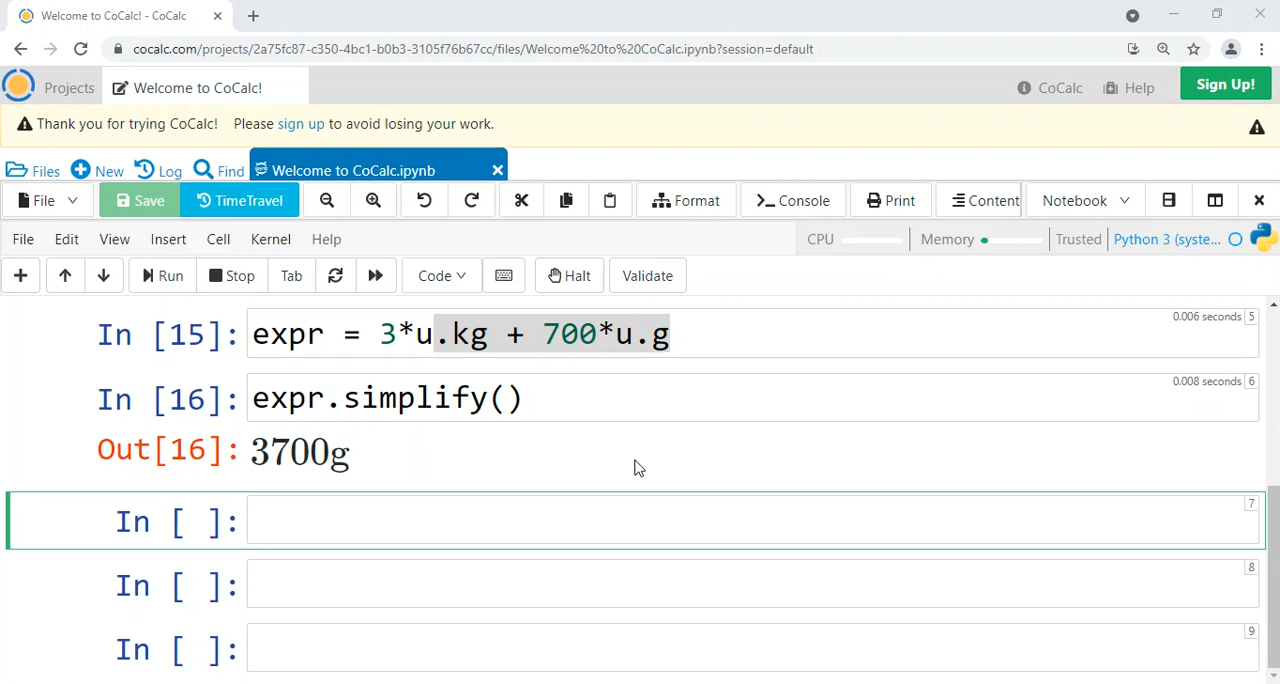 Welcome to CoCalc! - CoCalc
cocalc.com/projects/2a75fc87-c350-4bc1-b0b3-3105f76b67cc/files/Welcome%20to%20CoCalc.ipynb?session=default
Projects Welcome to CoCalc! CoCalc Help Sign Up!
Thank you for trying CoCalc! Please sign up to avoid losing your work.
Files New Log Find Welcome to CoCalc.ipynb
File Save TimeTravel Format >_ Console Print Content Notebook
File Edit View Insert Cell Kernel Help CPU Memory Trusted Python 3 (syste...
Run Stop Tab Code Halt Validate
In [15]: expr = 3*u.kg + 700*u.g 0.006 seconds 5
In [16]: expr.simplify() 0.008 seconds 6
Out[16]: 3700g
In [ ]: 7
In [ ]: 8
In [ ]: 9